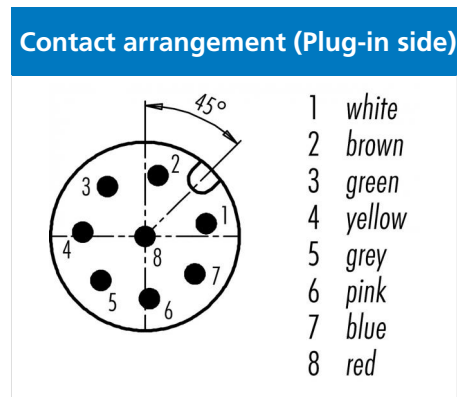 Contact arrangement (Plug-in side)
45°
2
3
1
4
8
7
5
6
1 white
2 brown
3 green
4 yellow
5 grey
6 pink
7 blue
8 red